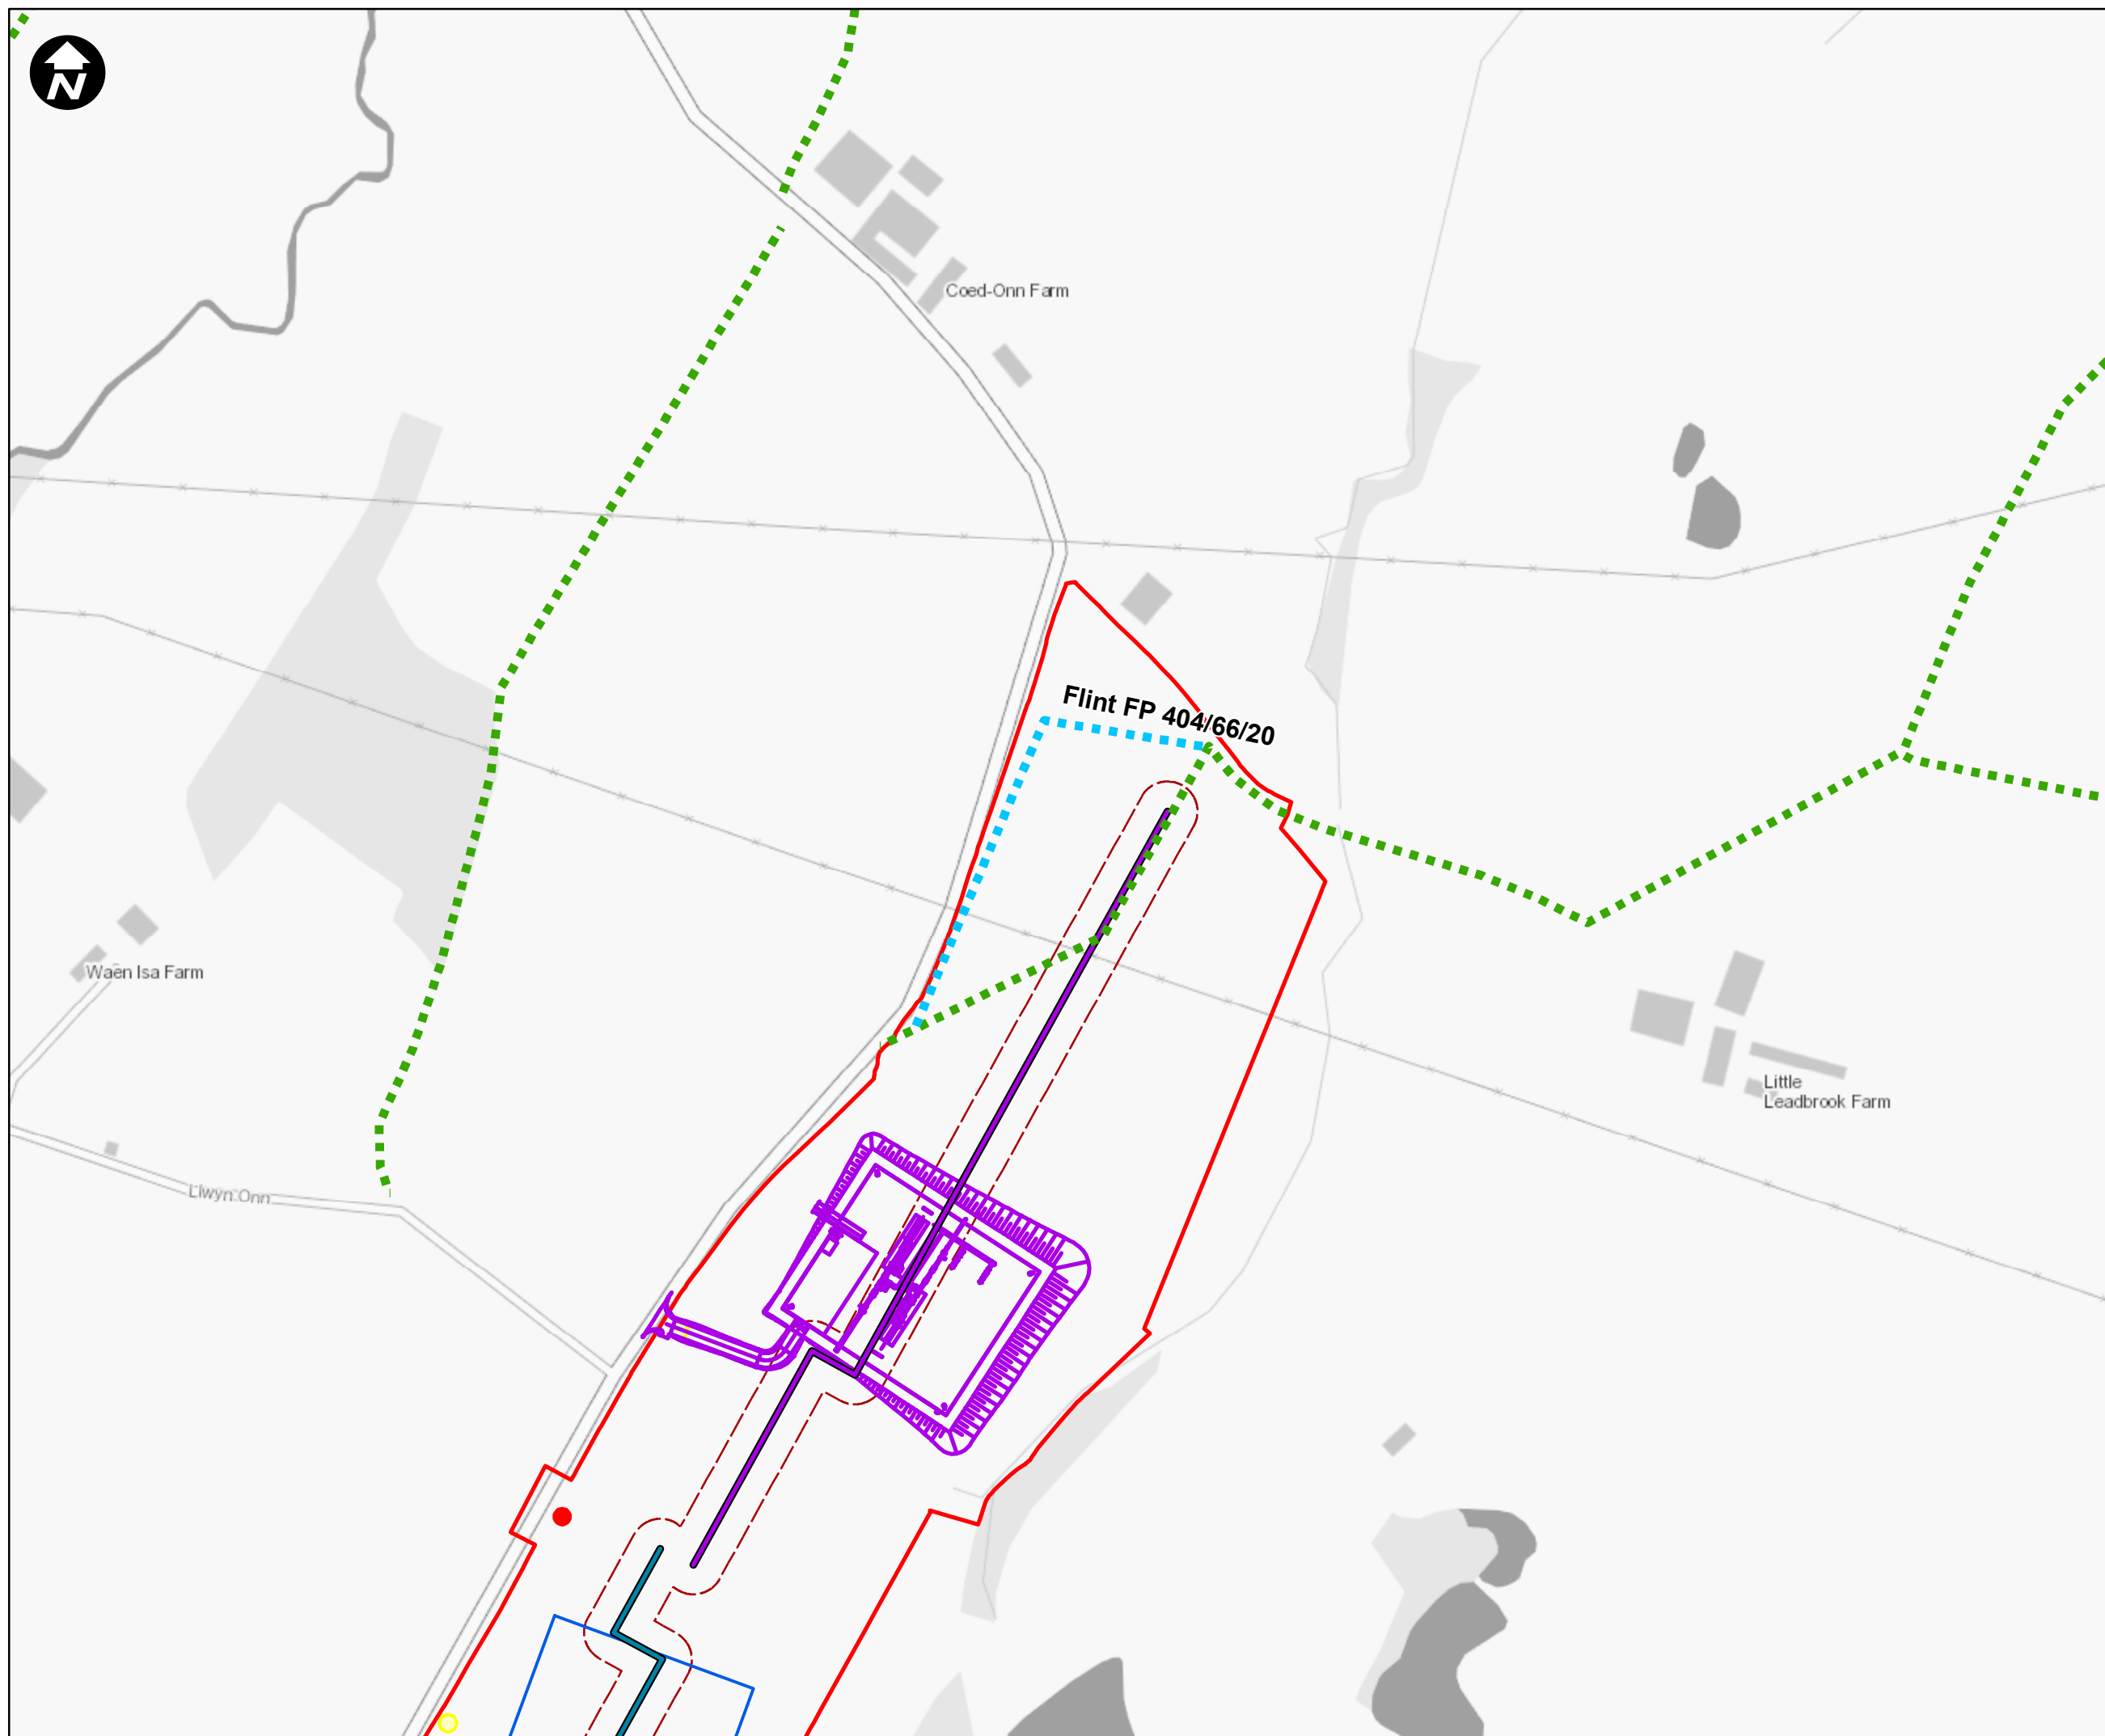 N
Coed-Onn Farm
Flint FP 404/66/20
Waen Isa Farm
Little
Leadbrook Farm
Llwyn Onn